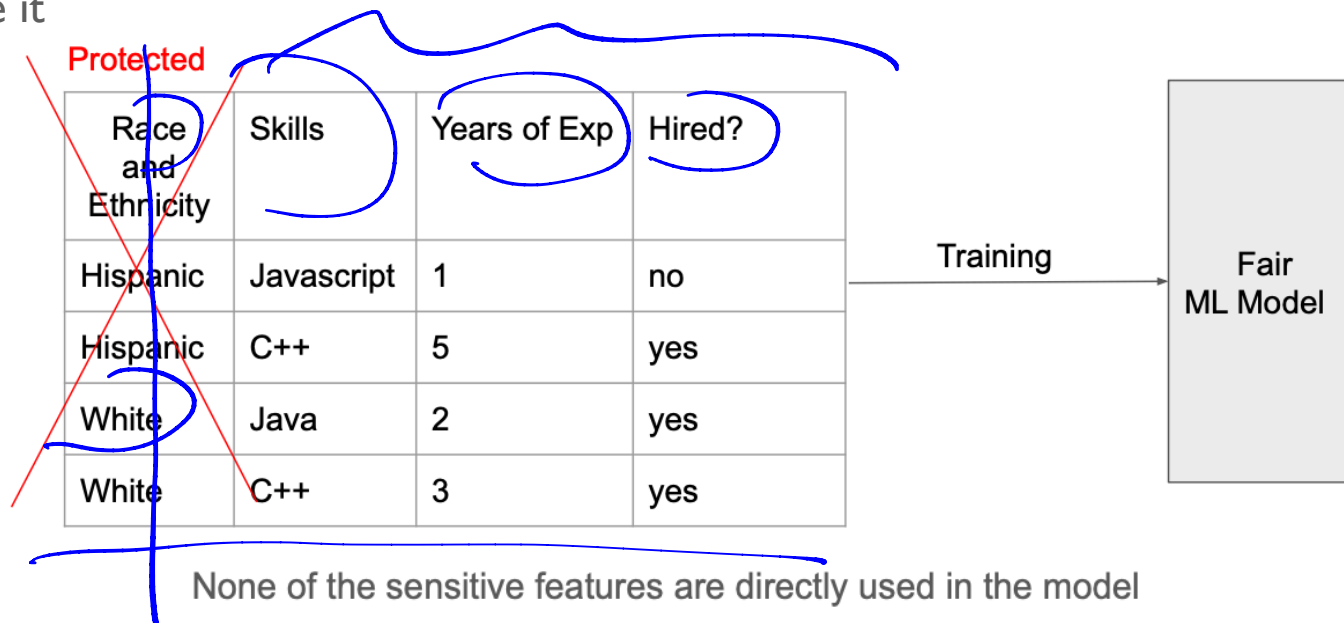 e it
Protected
Race and Ethnicity Skills Years of Exp Hired?
Hispanic Javascript 1 no
Hispanic C++ 5 yes
White Java 2 yes
White C++ 3 yes
Training
Fair
ML Model
None of the sensitive features are directly used in the model